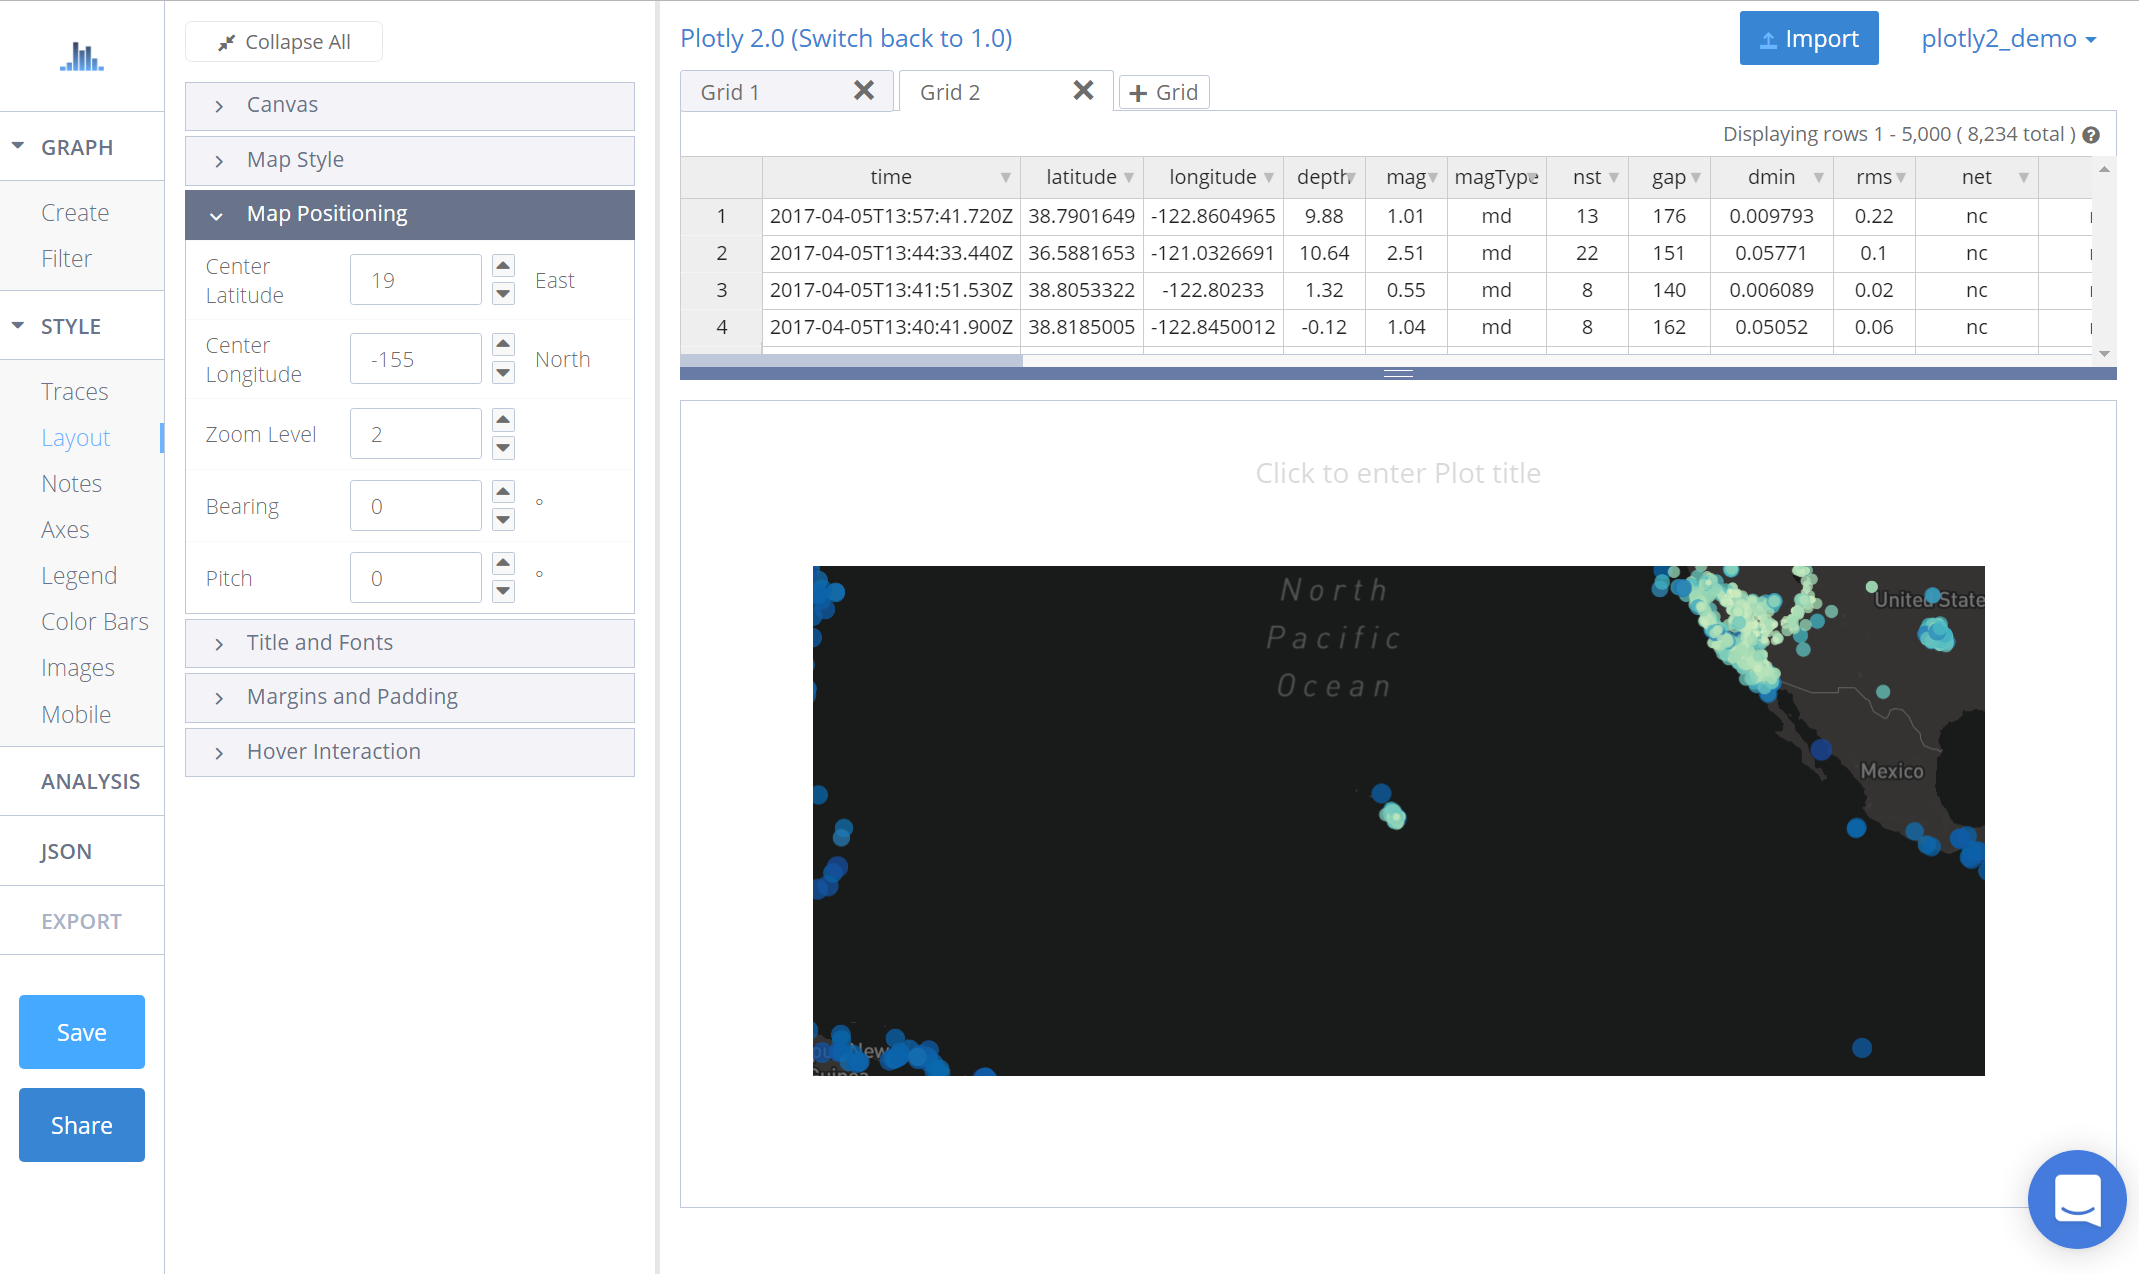 Collapse All
Plotly 2.0 (Switch back to 1.0)
Import
plotly2_demo
GRAPH
Create
Filter
STYLE
Traces
Layout
Notes
Axes
Legend
Color Bars
Images
Mobile
ANALYSIS
JSON
EXPORT
Save
Share
Canvas
Map Style
Map Positioning
Center Latitude 19 East
Center Longitude -155 North
Zoom Level 2
Bearing 0 °
Pitch 0 °
Title and Fonts
Margins and Padding
Hover Interaction
Grid 1
Grid 2
Grid
Displaying rows 1 - 5,000 ( 8,234 total )
time latitude longitude depth mag magType nst gap dmin rms net
1 2017-04-05T13:57:41.720Z 38.7901649 -122.8604965 9.88 1.01 md 13 176 0.009793 0.22 nc
2 2017-04-05T13:44:33.440Z 36.5881653 -121.0326691 10.64 2.51 md 22 151 0.05771 0.1 nc
3 2017-04-05T13:41:51.530Z 38.8053322 -122.80233 1.32 0.55 md 8 140 0.006089 0.02 nc
4 2017-04-05T13:40:41.900Z 38.8185005 -122.8450012 -0.12 1.04 md 8 162 0.05052 0.06 nc
Click to enter Plot title
North
Pacific
Ocean
United State
Mexico
New
Guinea